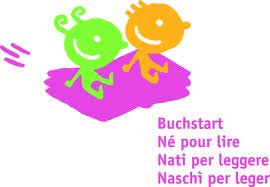 Buchstart
Né pour lire
Nati per leggere
Naschì per leger